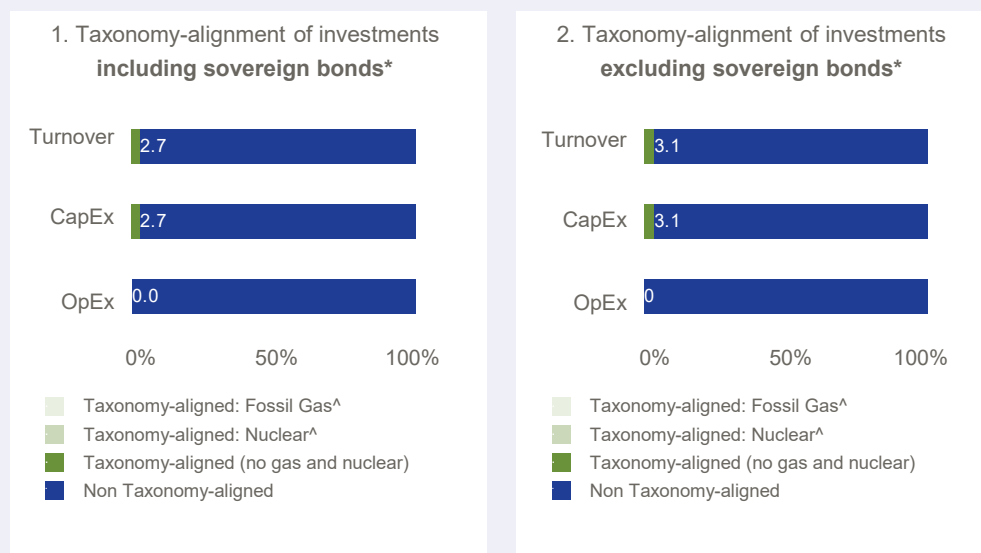 1. Taxonomy-alignment of investments
including sovereign bonds*
Turnover
2.7
CapEx
2.7
OpEx
0.0
0% 50% 100%
Taxonomy-aligned: Fossil Gas^
Taxonomy-aligned: Nuclear^
Taxonomy-aligned (no gas and nuclear)
Non Taxonomy-aligned
2. Taxonomy-alignment of investments
excluding sovereign bonds*
Turnover
3.1
CapEx
3.1
OpEx
0
0% 50% 100%
Taxonomy-aligned: Fossil Gas^
Taxonomy-aligned: Nuclear^
Taxonomy-aligned (no gas and nuclear)
Non Taxonomy-aligned